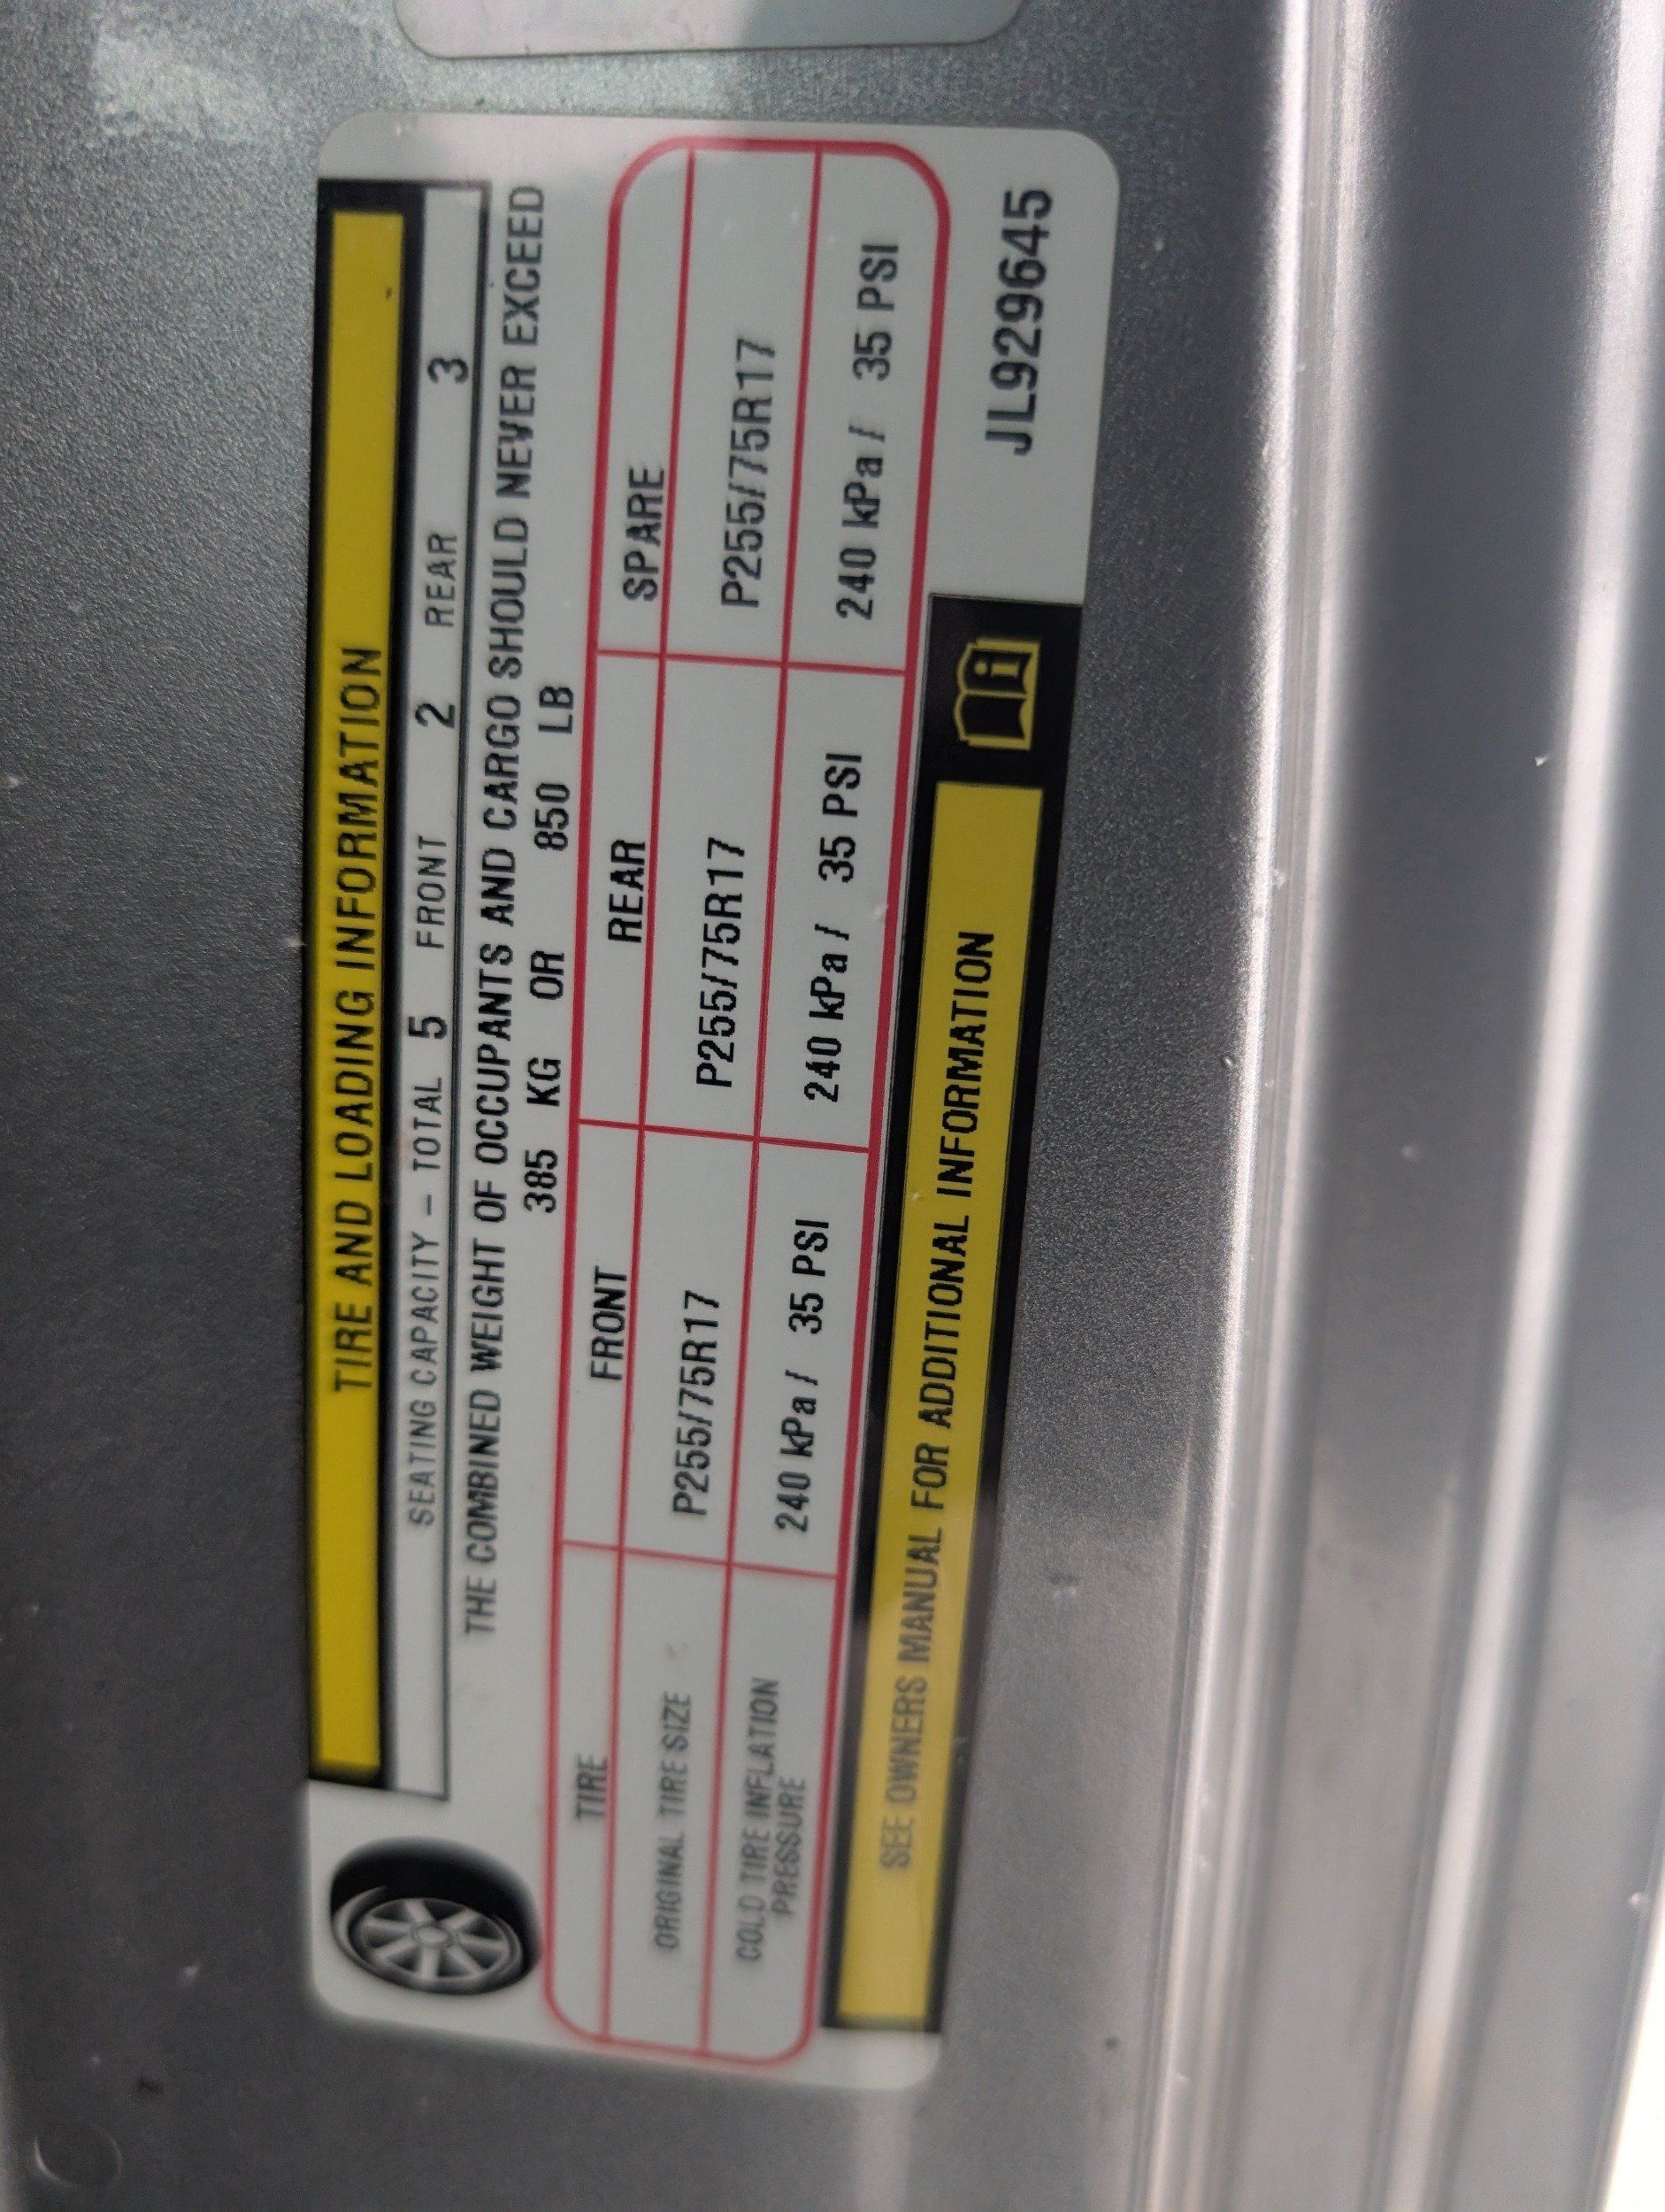 TIRE AND LOADING INFORMATION
SEATING CAPACITY – TOTAL 5 FRONT 2 REAR 3
THE COMBINED WEIGHT OF OCCUPANTS AND CARGO SHOULD NEVER EXCEED
385 KG OR 850 LB
TIRE FRONT REAR SPARE
ORIGINAL TIRE SIZE P255/75R17 P255/75R17 P255/75R17
COLD TIRE INFLATION PRESSURE 240 kPa / 35 PSI 240 kPa / 35 PSI 240 kPa / 35 PSI
SEE OWNERS MANUAL FOR ADDITIONAL INFORMATION
JL929645